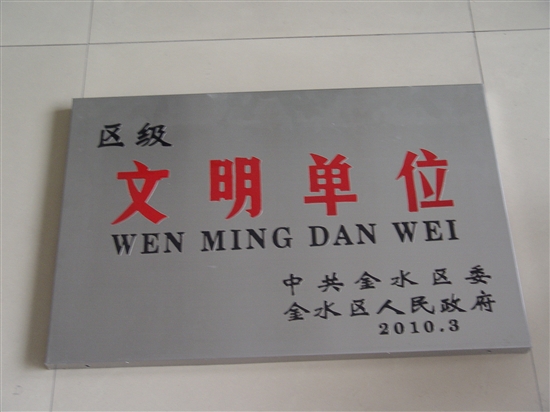 区级
文明单位
WEN MING DAN WEI
中共金水区委
金水区人民政府
2010.3